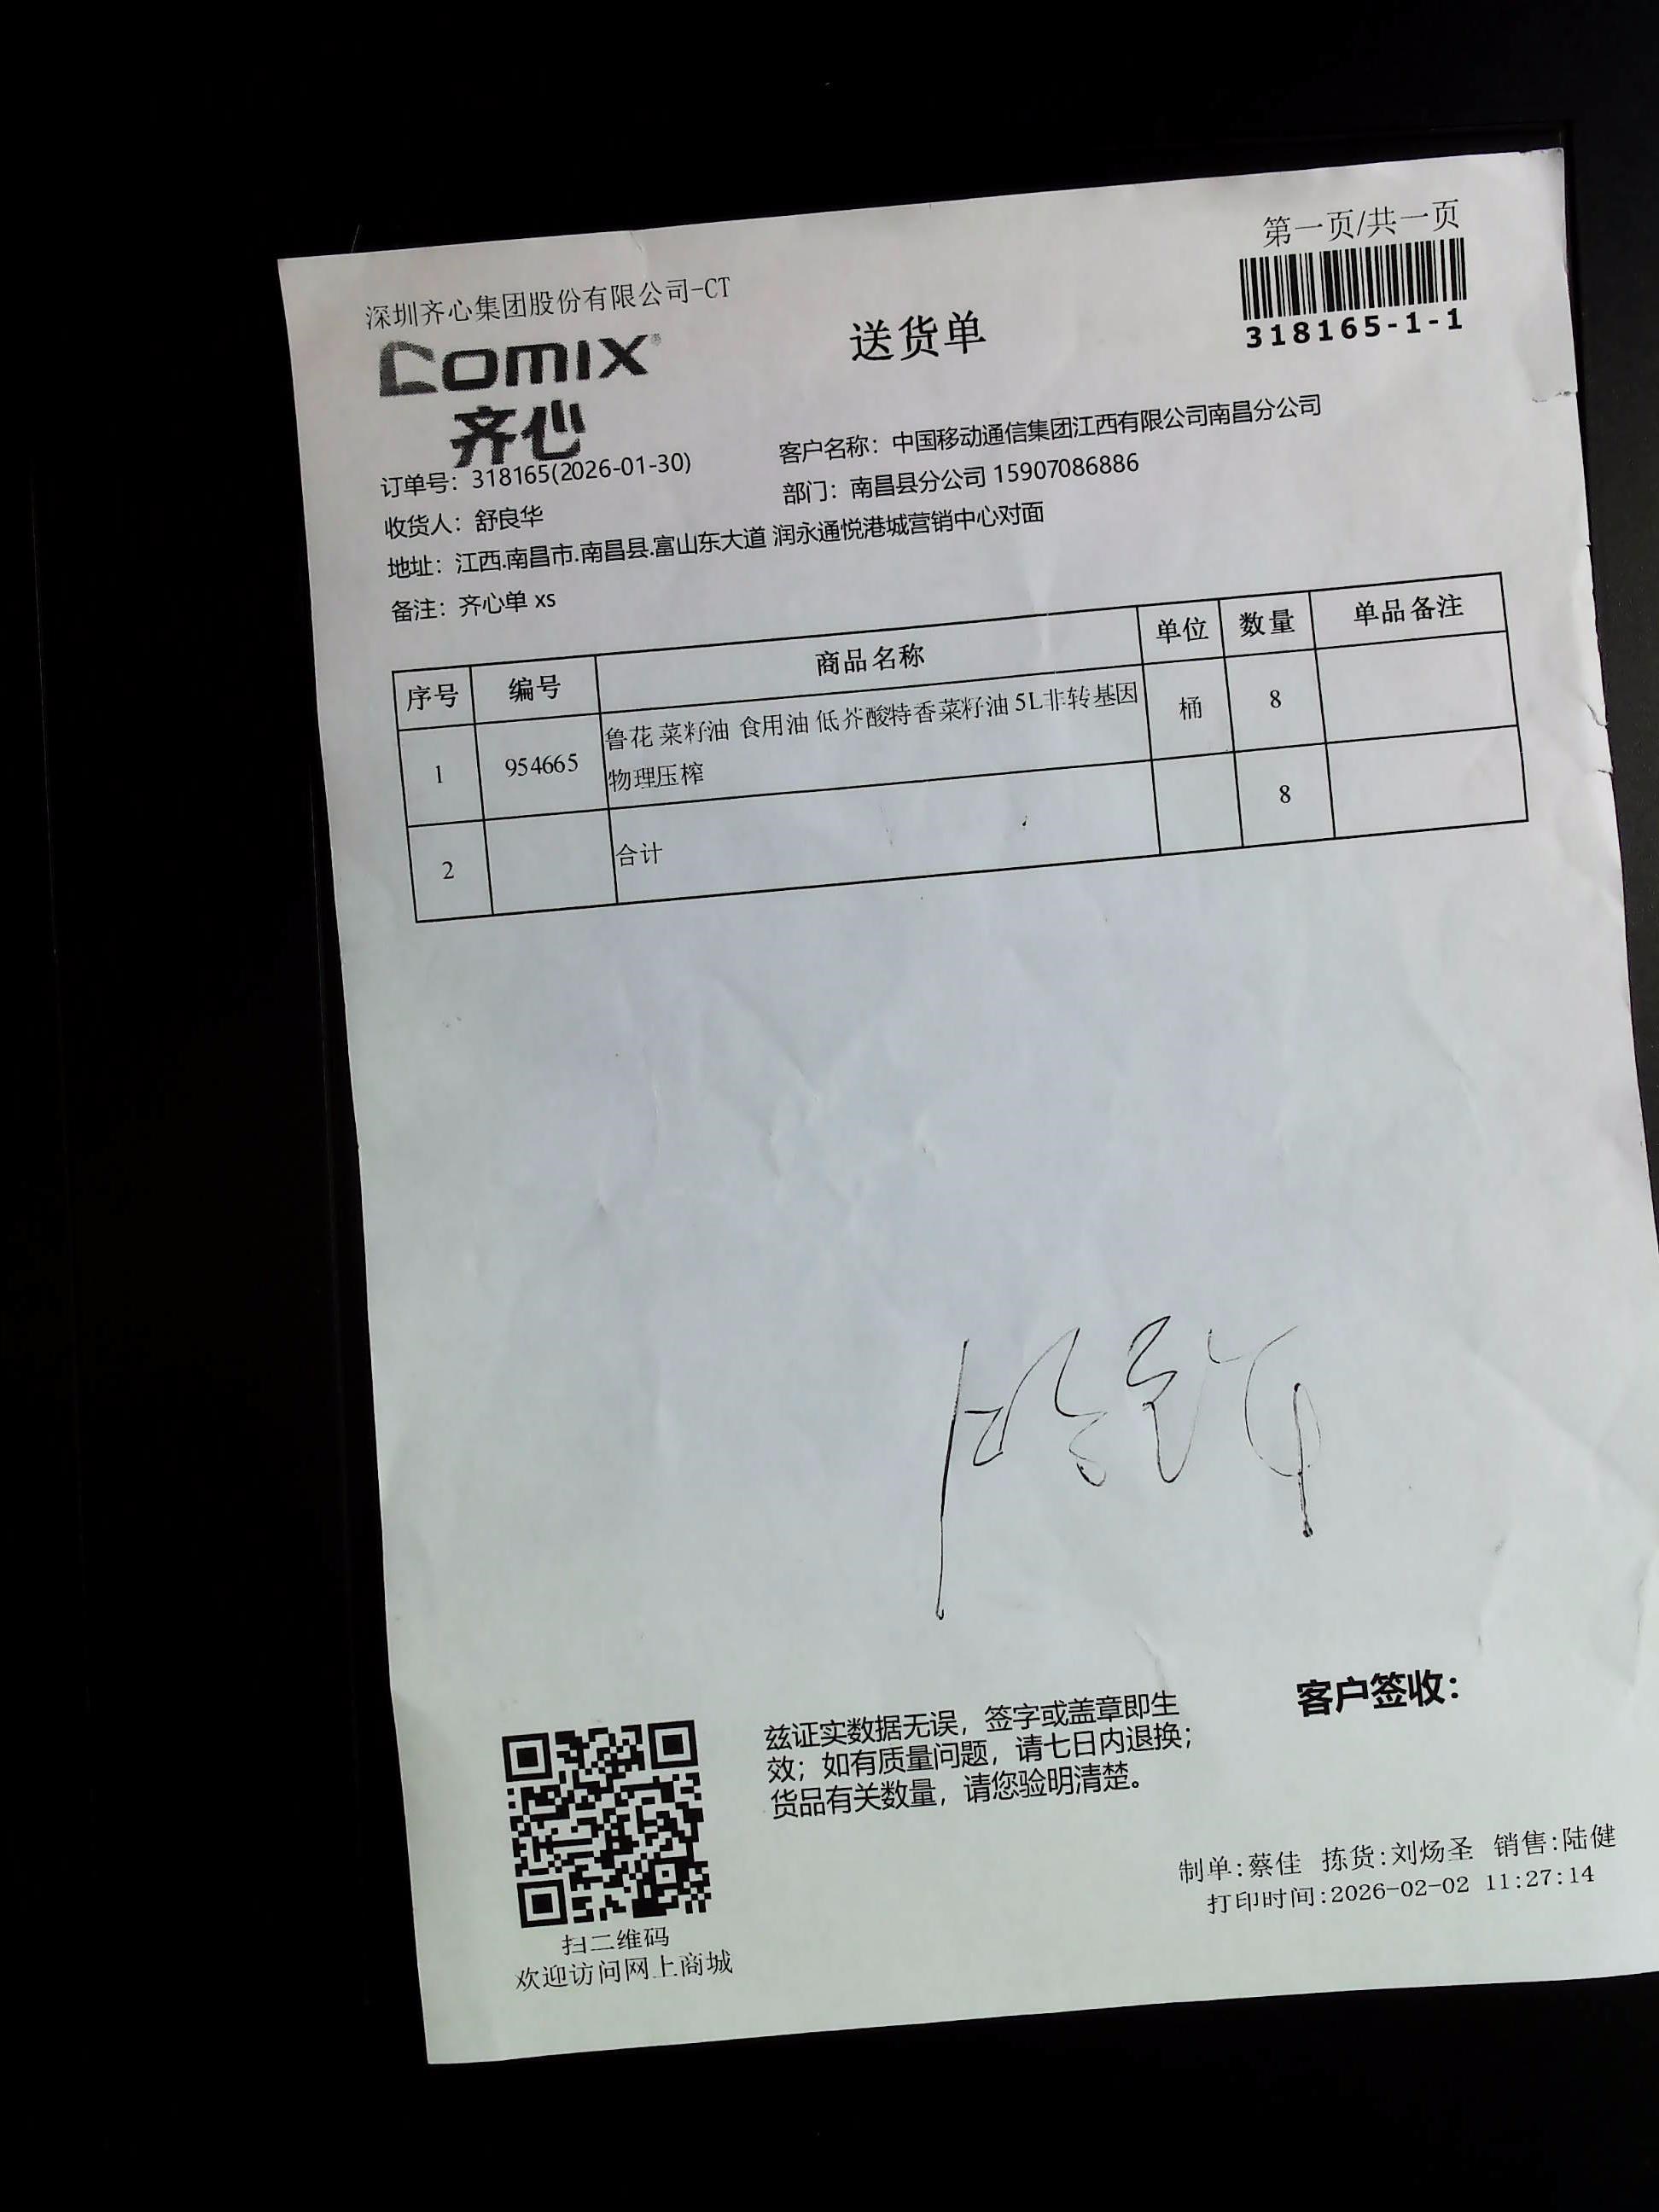 第一页/共一页
318165-1-1
深圳齐心集团股份有限公司-CT
comix
齐心
送货单
订单号：318165(2026-01-30)
客户名称：中国移动通信集团江西有限公司南昌分公司
收货人：舒良华
部门：南昌县分公司 15907086886
地址：江西.南昌市.南昌县.富山东大道 润永通悦港城营销中心对面
备注：齐心单 xs
序号 编号 商品名称 单位 数量 单品备注
1 954665 鲁花 菜籽油 食用油 低芥酸特香菜籽油 5L非转基因 桶 8
物理压榨
2 合计 8
客户签收：
兹证实数据无误，签字或盖章即生
效；如有质量问题，请七日内退换；
货品有关数量，请您验明清楚。
扫二维码
欢迎访问网上商城
制单:蔡佳 拣货:刘炀圣 销售:陆健
打印时间:2026-02-02 11:27:14